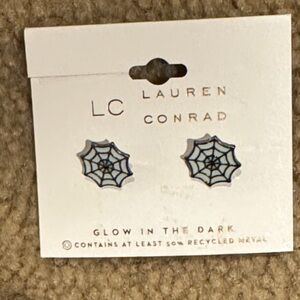 LC LAUREN
CONRAD
GLOW IN THE DARK
CONTAINS AT LEAST 50% RECYCLED METAL